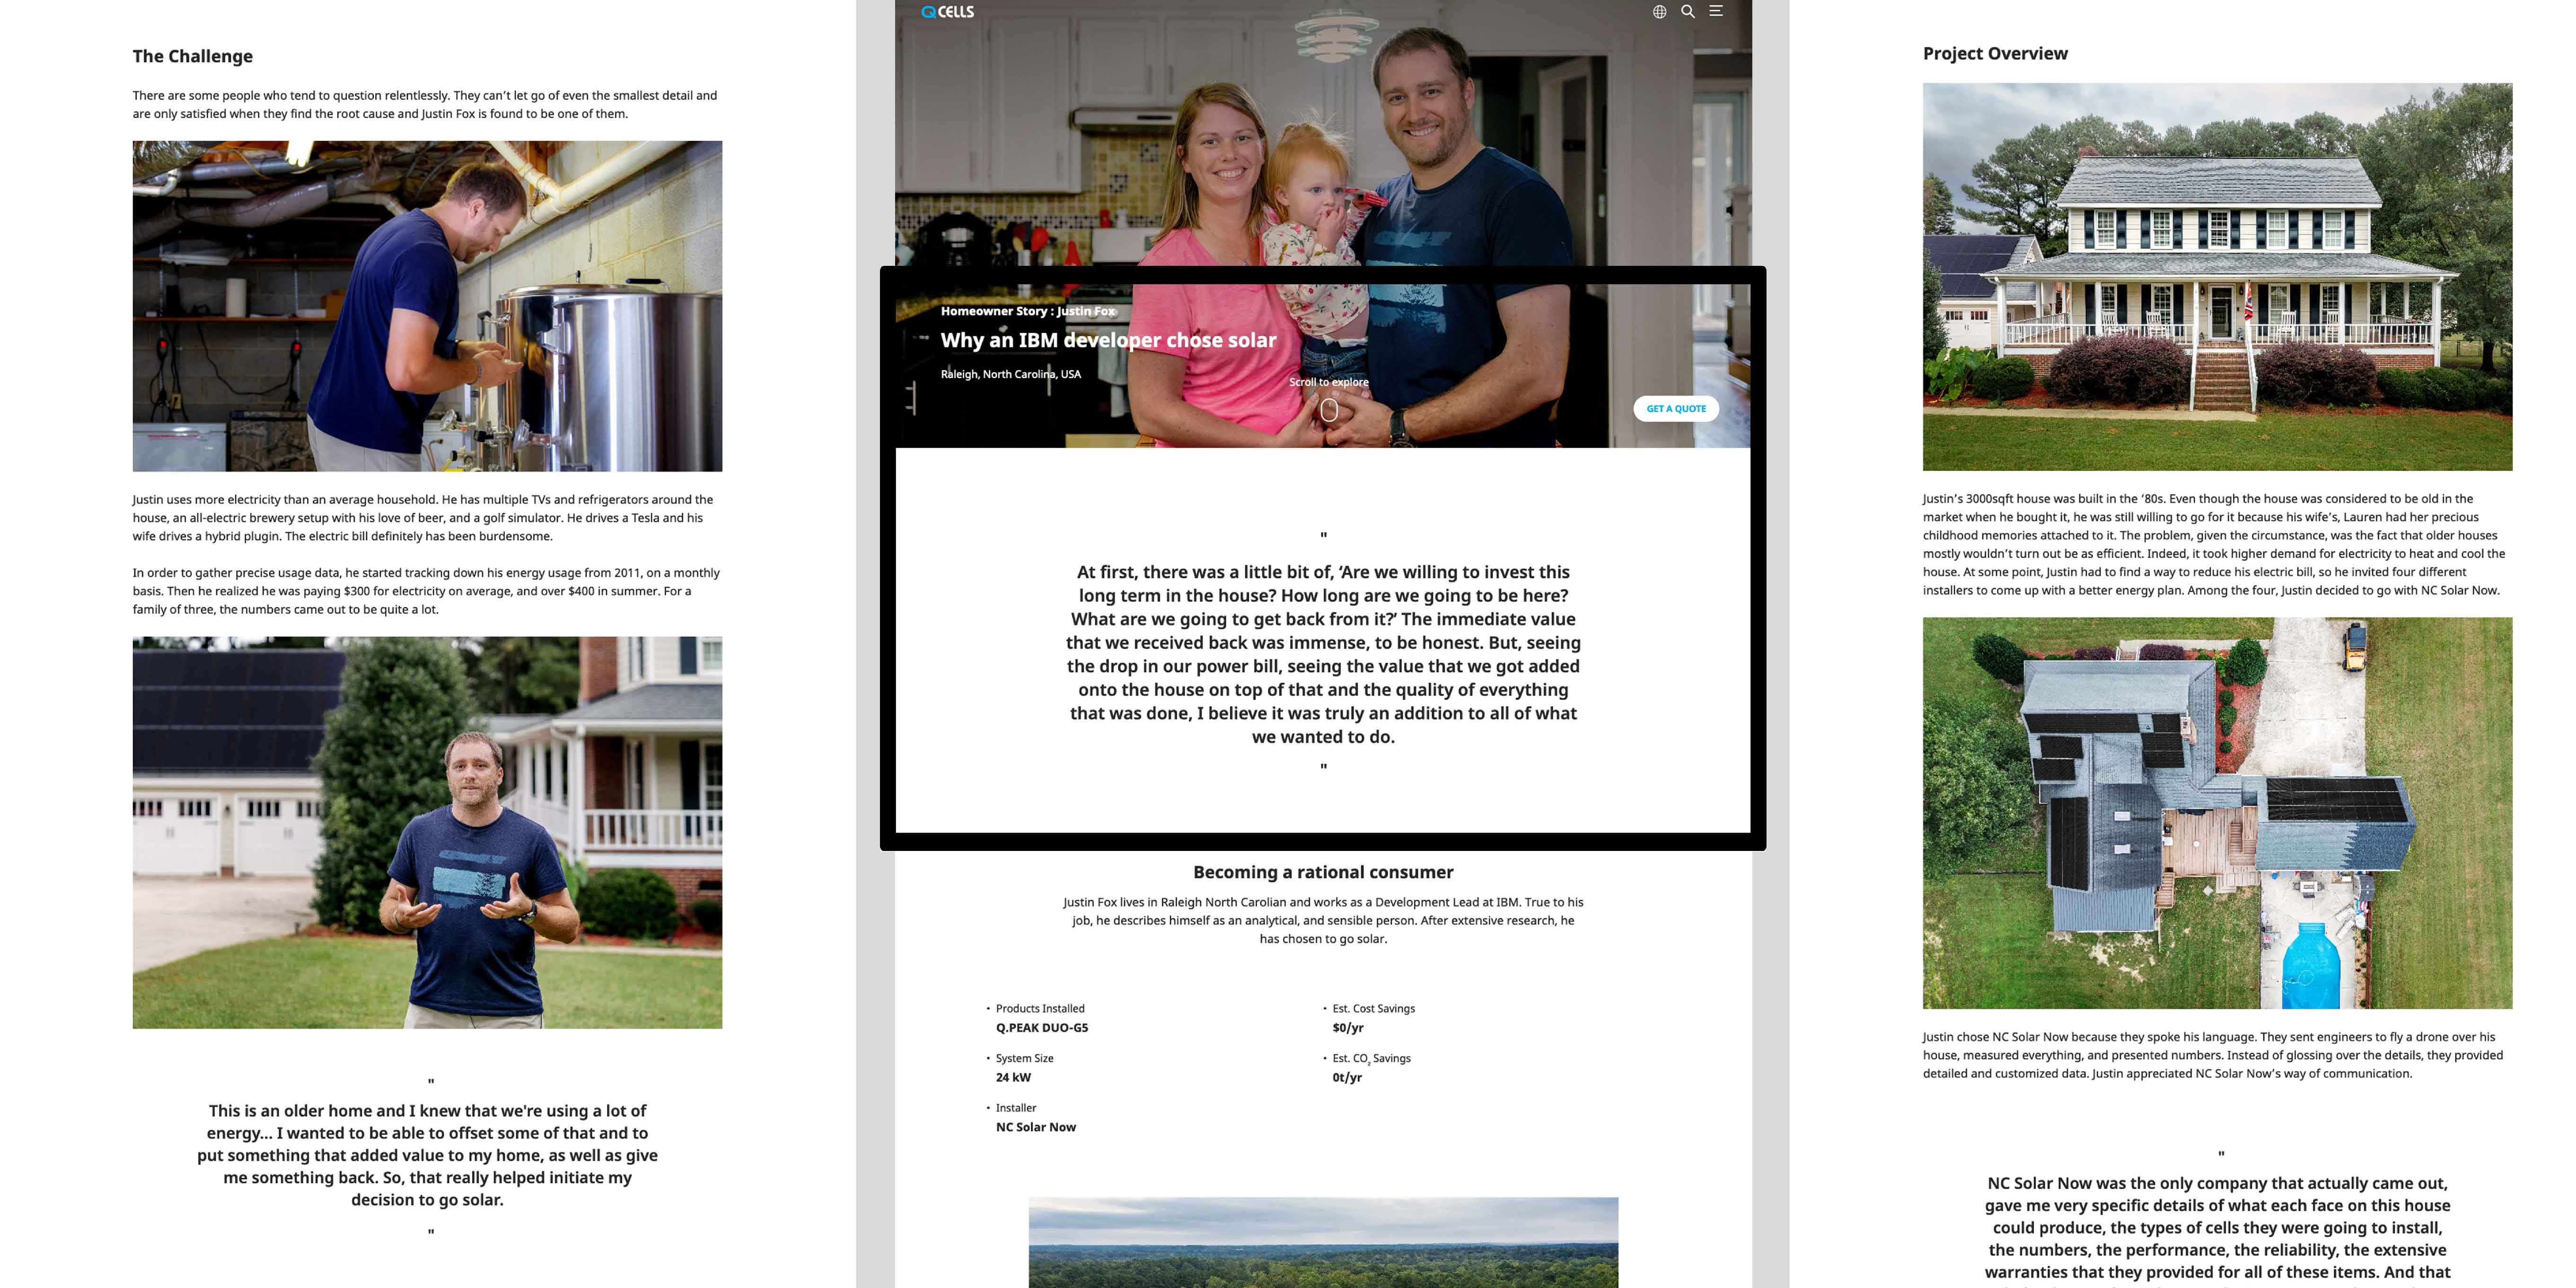 The Challenge
There are some people who tend to question relentlessly. They can’t let go of even the smallest detail and
are only satisfied when they find the root cause and Justin Fox is found to be one of them.
Justin uses more electricity than an average household. He has multiple TVs and refrigerators around the
house, an all-electric brewery setup with his love of beer, and a golf simulator. He drives a Tesla and his
wife drives a hybrid plugin. The electric bill definitely has been burdensome.
In order to gather precise usage data, he started tracking down his energy usage from 2011, on a monthly
basis. Then he realized he was paying $300 for electricity on average, and over $400 in summer. For a
family of three, the numbers came out to be quite a lot.
"
This is an older home and I knew that we're using a lot of
energy... I wanted to be able to offset some of that and to
put something that added value to my home, as well as give
me something back. So, that really helped initiate my
decision to go solar.
"
QCELLS
Homeowner Story : Justin Fox
Why an IBM developer chose solar
Raleigh, North Carolina, USA
Scroll to explore
GET A QUOTE
"
At first, there was a little bit of, ‘Are we willing to invest this
long term in the house? How long are we going to be here?
What are we going to get back from it?’ The immediate value
that we received back was immense, to be honest. But, seeing
the drop in our power bill, seeing the value that we got added
onto the house on top of that and the quality of everything
that was done, I believe it was truly an addition to all of what
we wanted to do.
"
Becoming a rational consumer
Justin Fox lives in Raleigh North Carolian and works as a Development Lead at IBM. True to his
job, he describes himself as an analytical, and sensible person. After extensive research, he
has chosen to go solar.
• Products Installed
Q.PEAK DUO-G5
• System Size
24 kW
• Installer
NC Solar Now
• Est. Cost Savings
$0/yr
• Est. CO₂ Savings
0t/yr
Project Overview
Justin’s 3000sqft house was built in the ‘80s. Even though the house was considered to be old in the
market when he bought it, he was still willing to go for it because his wife’s, Lauren had her precious
childhood memories attached to it. The problem, given the circumstance, was the fact that older houses
mostly wouldn’t turn out be as efficient. Indeed, it took higher demand for electricity to heat and cool the
house. At some point, Justin had to find a way to reduce his electric bill, so he invited four different
installers to come up with a better energy plan. Among the four, Justin decided to go with NC Solar Now.
Justin chose NC Solar Now because they spoke his language. They sent engineers to fly a drone over his
house, measured everything, and presented numbers. Instead of glossing over the details, they provided
detailed and customized data. Justin appreciated NC Solar Now’s way of communication.
"
NC Solar Now was the only company that actually came out,
gave me very specific details of what each face on this house
could produce, the types of cells they were going to install,
the numbers, the performance, the reliability, the extensive
warranties that they provided for all of these items. And that